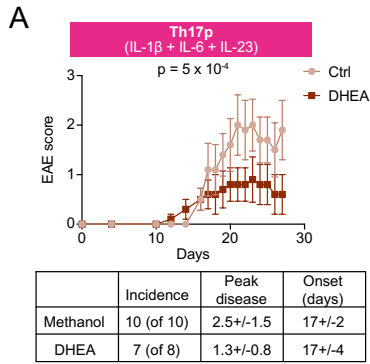 A
Th17p
(IL-1β + IL-6 + IL-23)
p = 5 x 10-4
Ctrl
DHEA
EAE score
3
2
1
0
0 10 20 30
Days
Incidence Peak disease Onset (days)
Methanol 10 (of 10) 2.5+/-1.5 17+/-2
DHEA 7 (of 8) 1.3+/-0.8 17+/-4